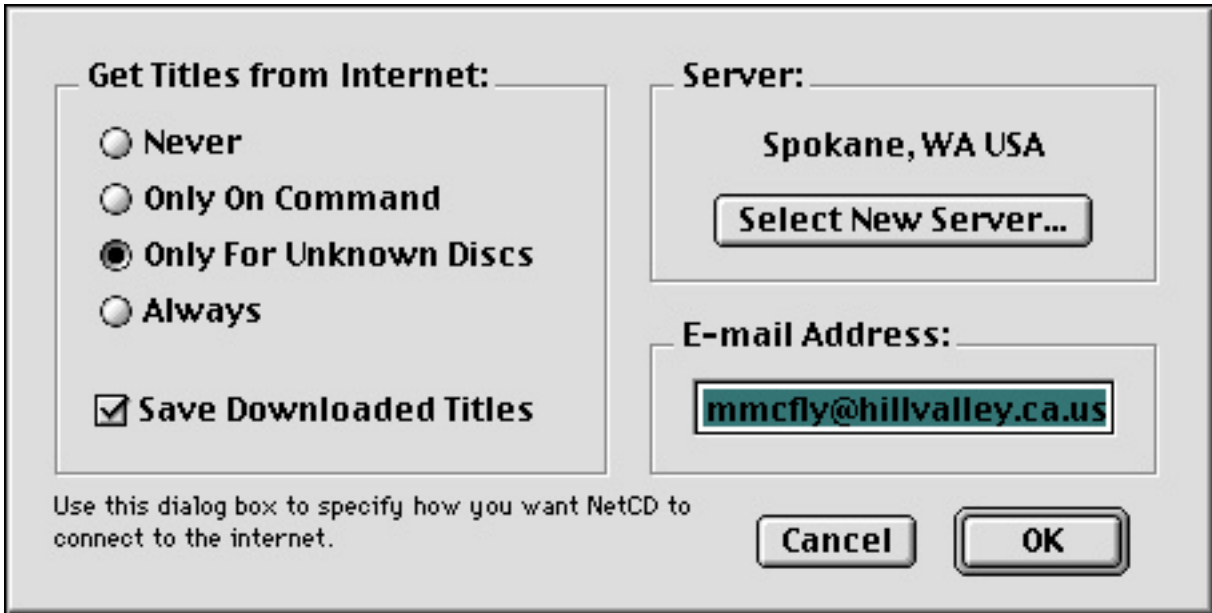 Get Titles from Internet:
Never
Only On Command
Only For Unknown Discs
Always
Save Downloaded Titles
Server:
Spokane, WA USA
Select New Server...
E-mail Address:
mmcfly@hillvalley.ca.us
Use this dialog box to specify how you want NetCD to
connect to the internet.
Cancel
OK